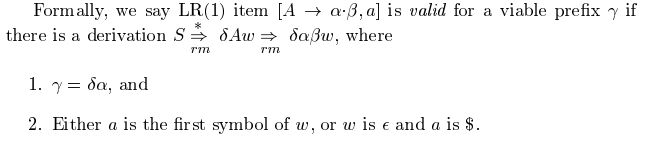 Formally, we say LR(1) item [A → α·β, a] is valid for a viable prefix γ if
there is a derivation S ⇒*rm δAw ⇒rm δαβw, where
1. γ = δα, and
2. Either a is the first symbol of w, or w is ϵ and a is $.